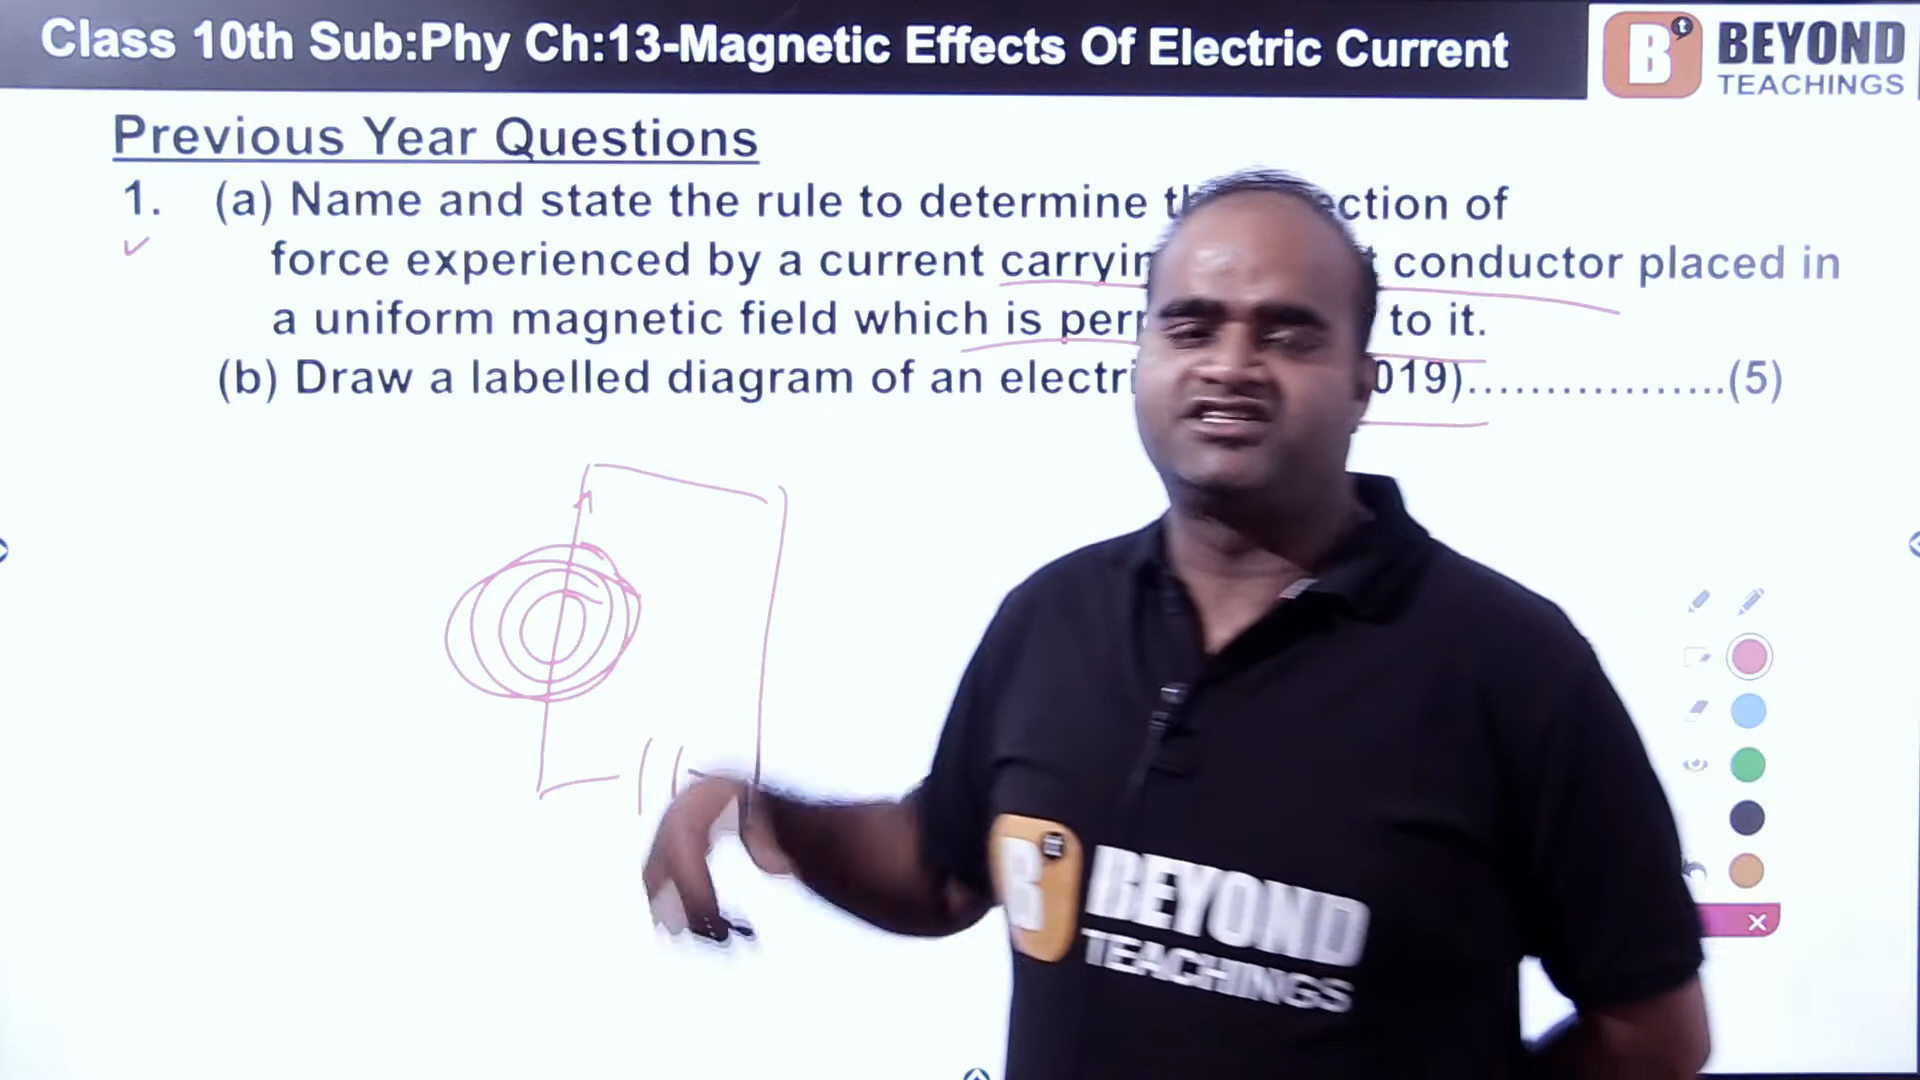 Class 10th Sub:Phy Ch:13-Magnetic Effects Of Electric Current
B t BEYOND
TEACHINGS
Previous Year Questions
1. (a) Name and state the rule to determine ction of
force experienced by a current carryin conductor placed in
a uniform magnetic field which is per to it.
(b) Draw a labelled diagram of an electri 019)..................(5)
B BEYOND
TEACHINGS